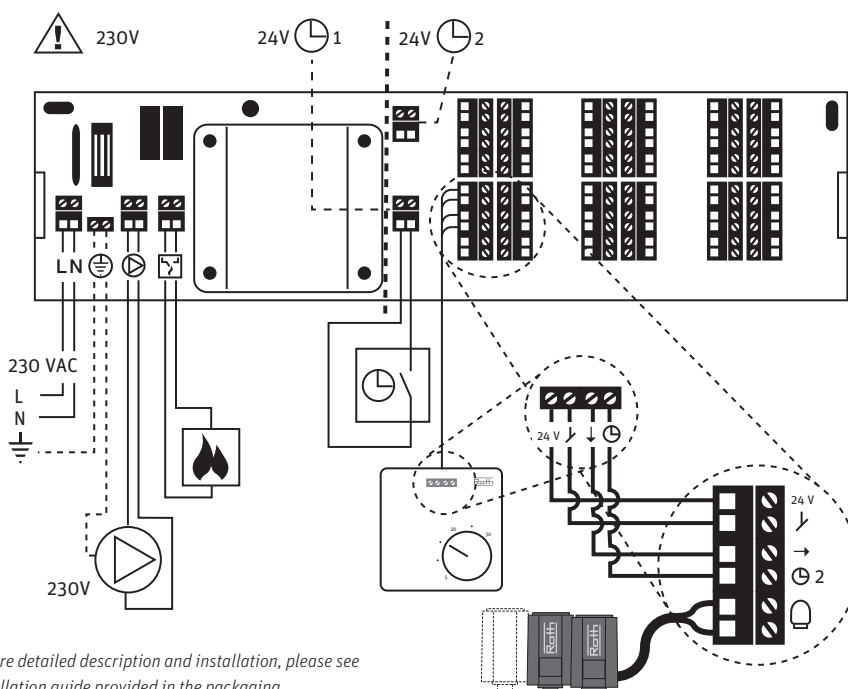 230V
24V 1
24V 2
L N
230 VAC
L
N
230V
24 V
Roth
20
30
5
24 V
2
Roth
Roth
re detailed description and installation, please see
llation guide provided in the packaging